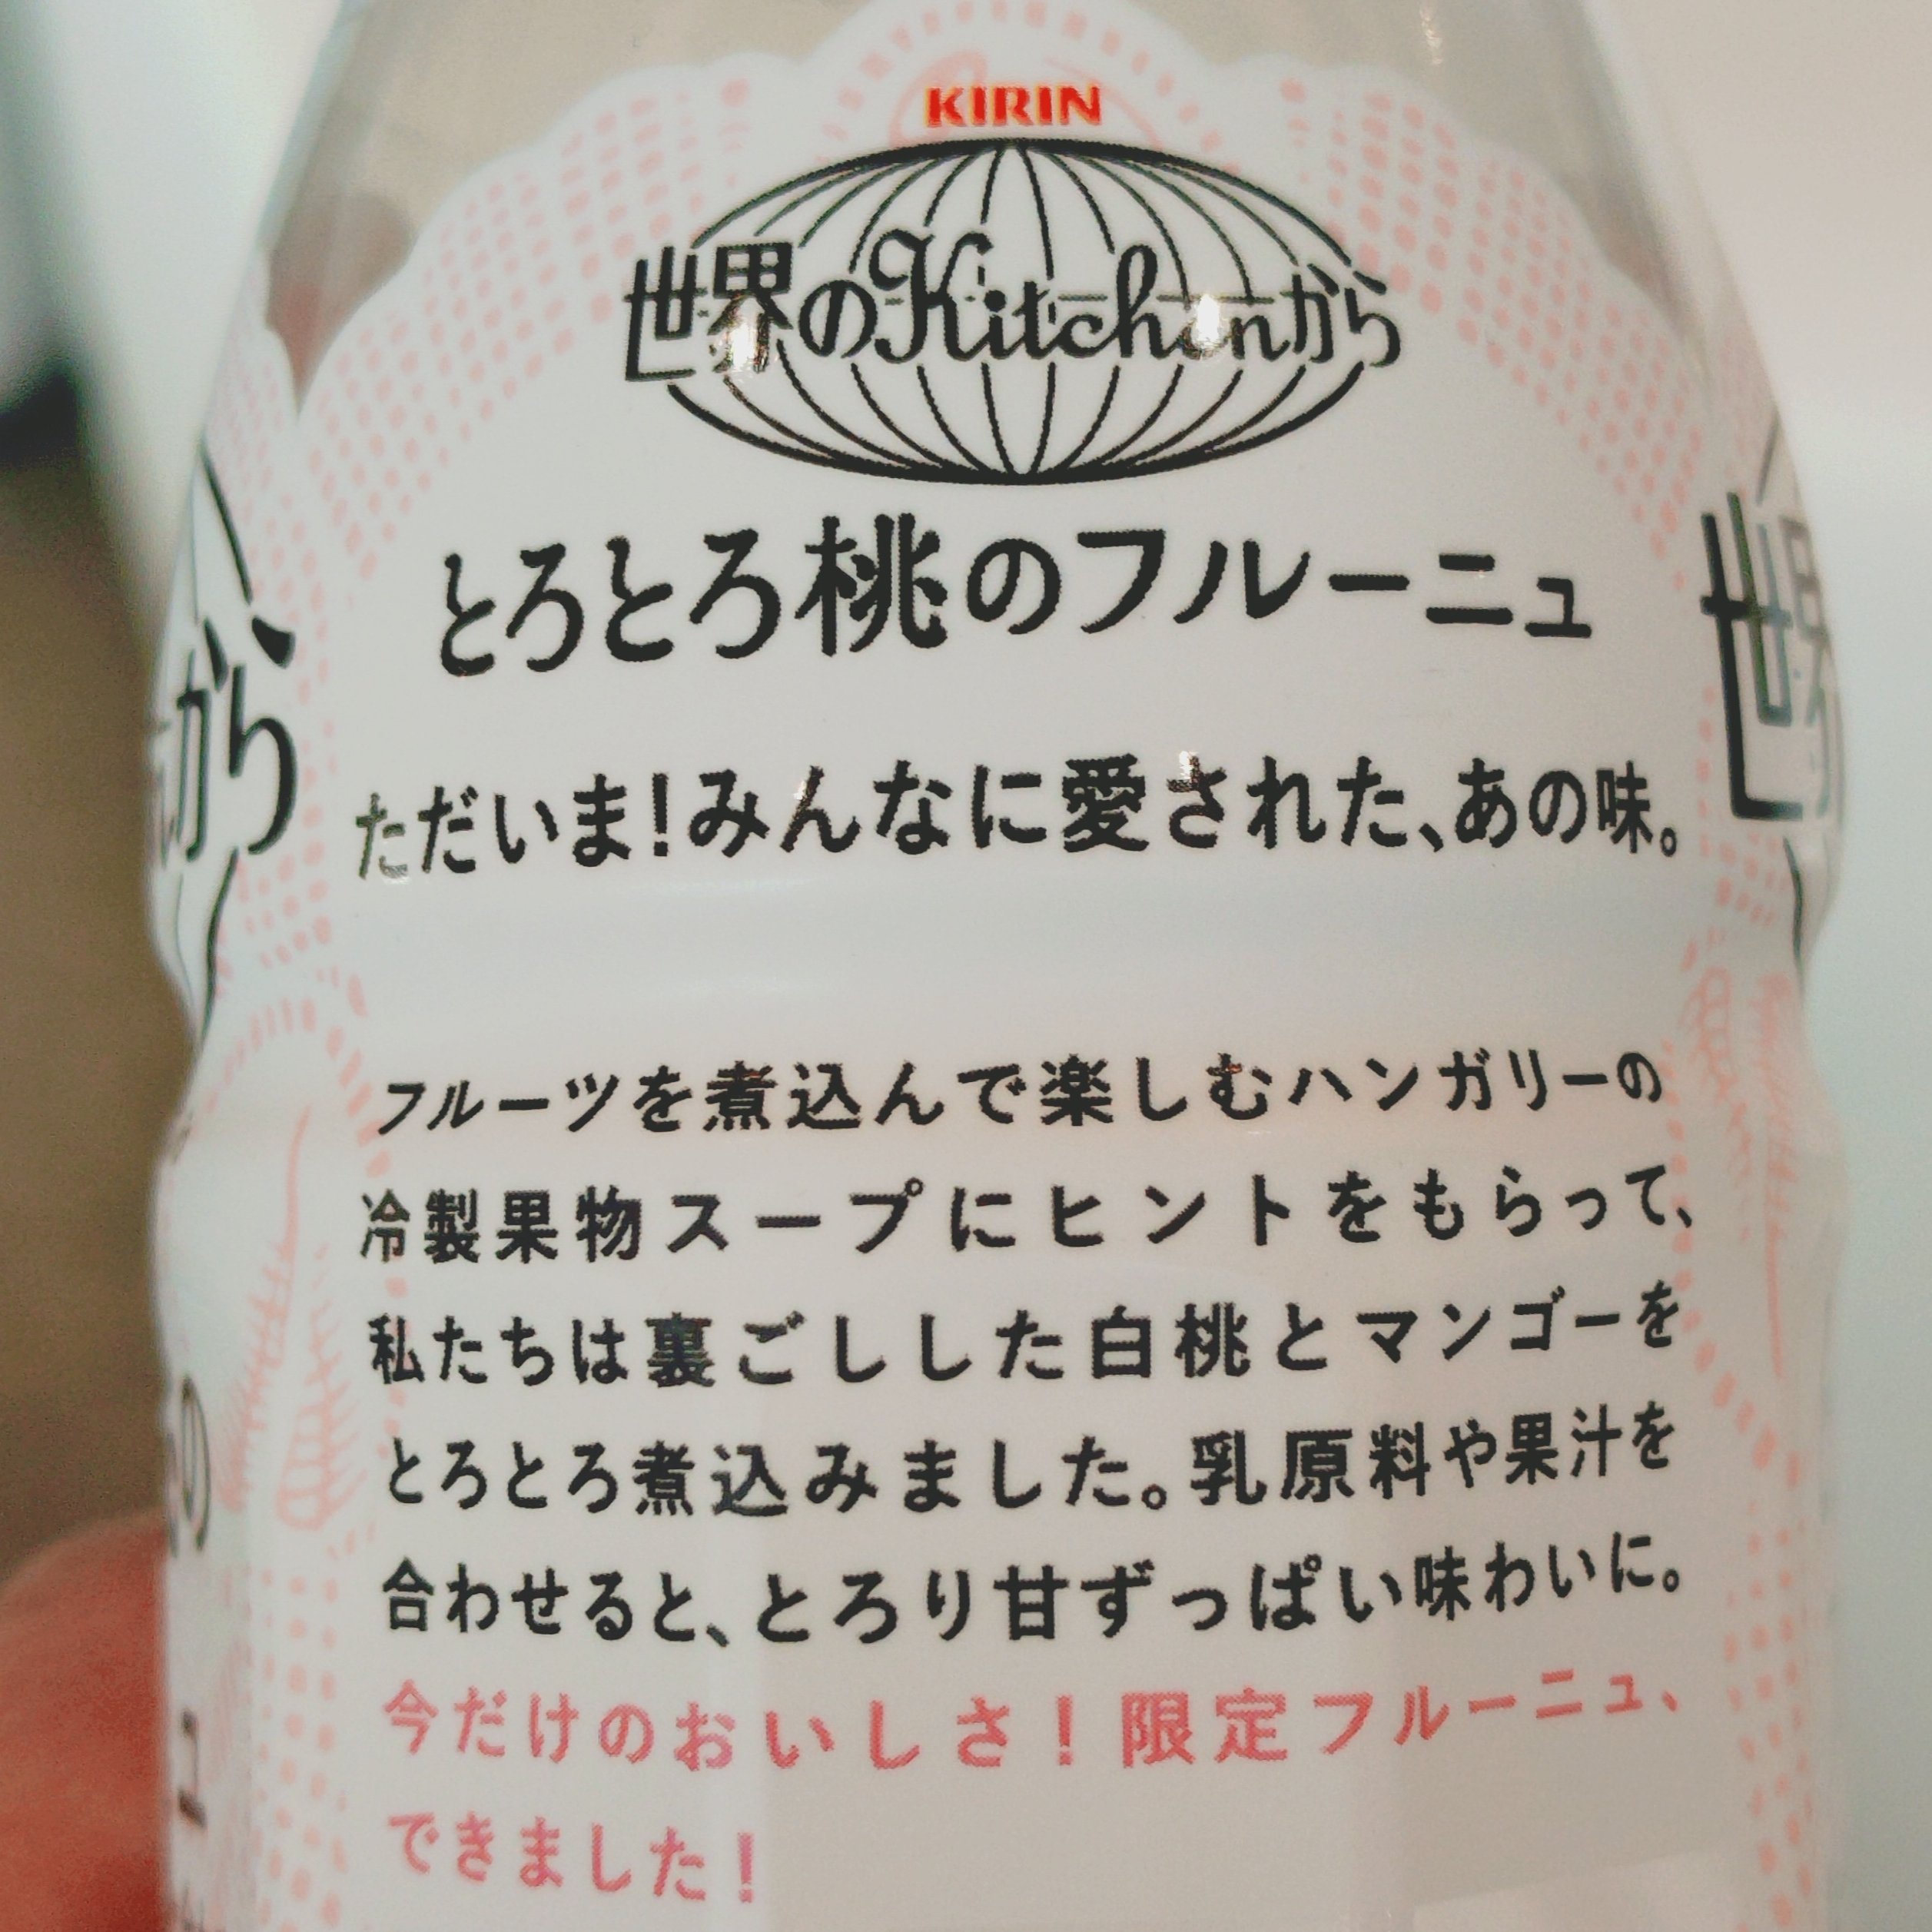 KIRIN
世界のKitchenから
とろとろ桃のフルーニュ
ただいま!みんなに愛された、あの味。
フルーツを煮込んで楽しむハンガリーの
冷製果物スープにヒントをもらって、
私たちは裏ごしした白桃とマンゴーを
とろとろ煮込みました。乳原料や果汁を
合わせると、とろり甘ずっぱい味わいに。
今だけのおいしさ!限定フルーニュ、
できました!
から
世界
の
ュ